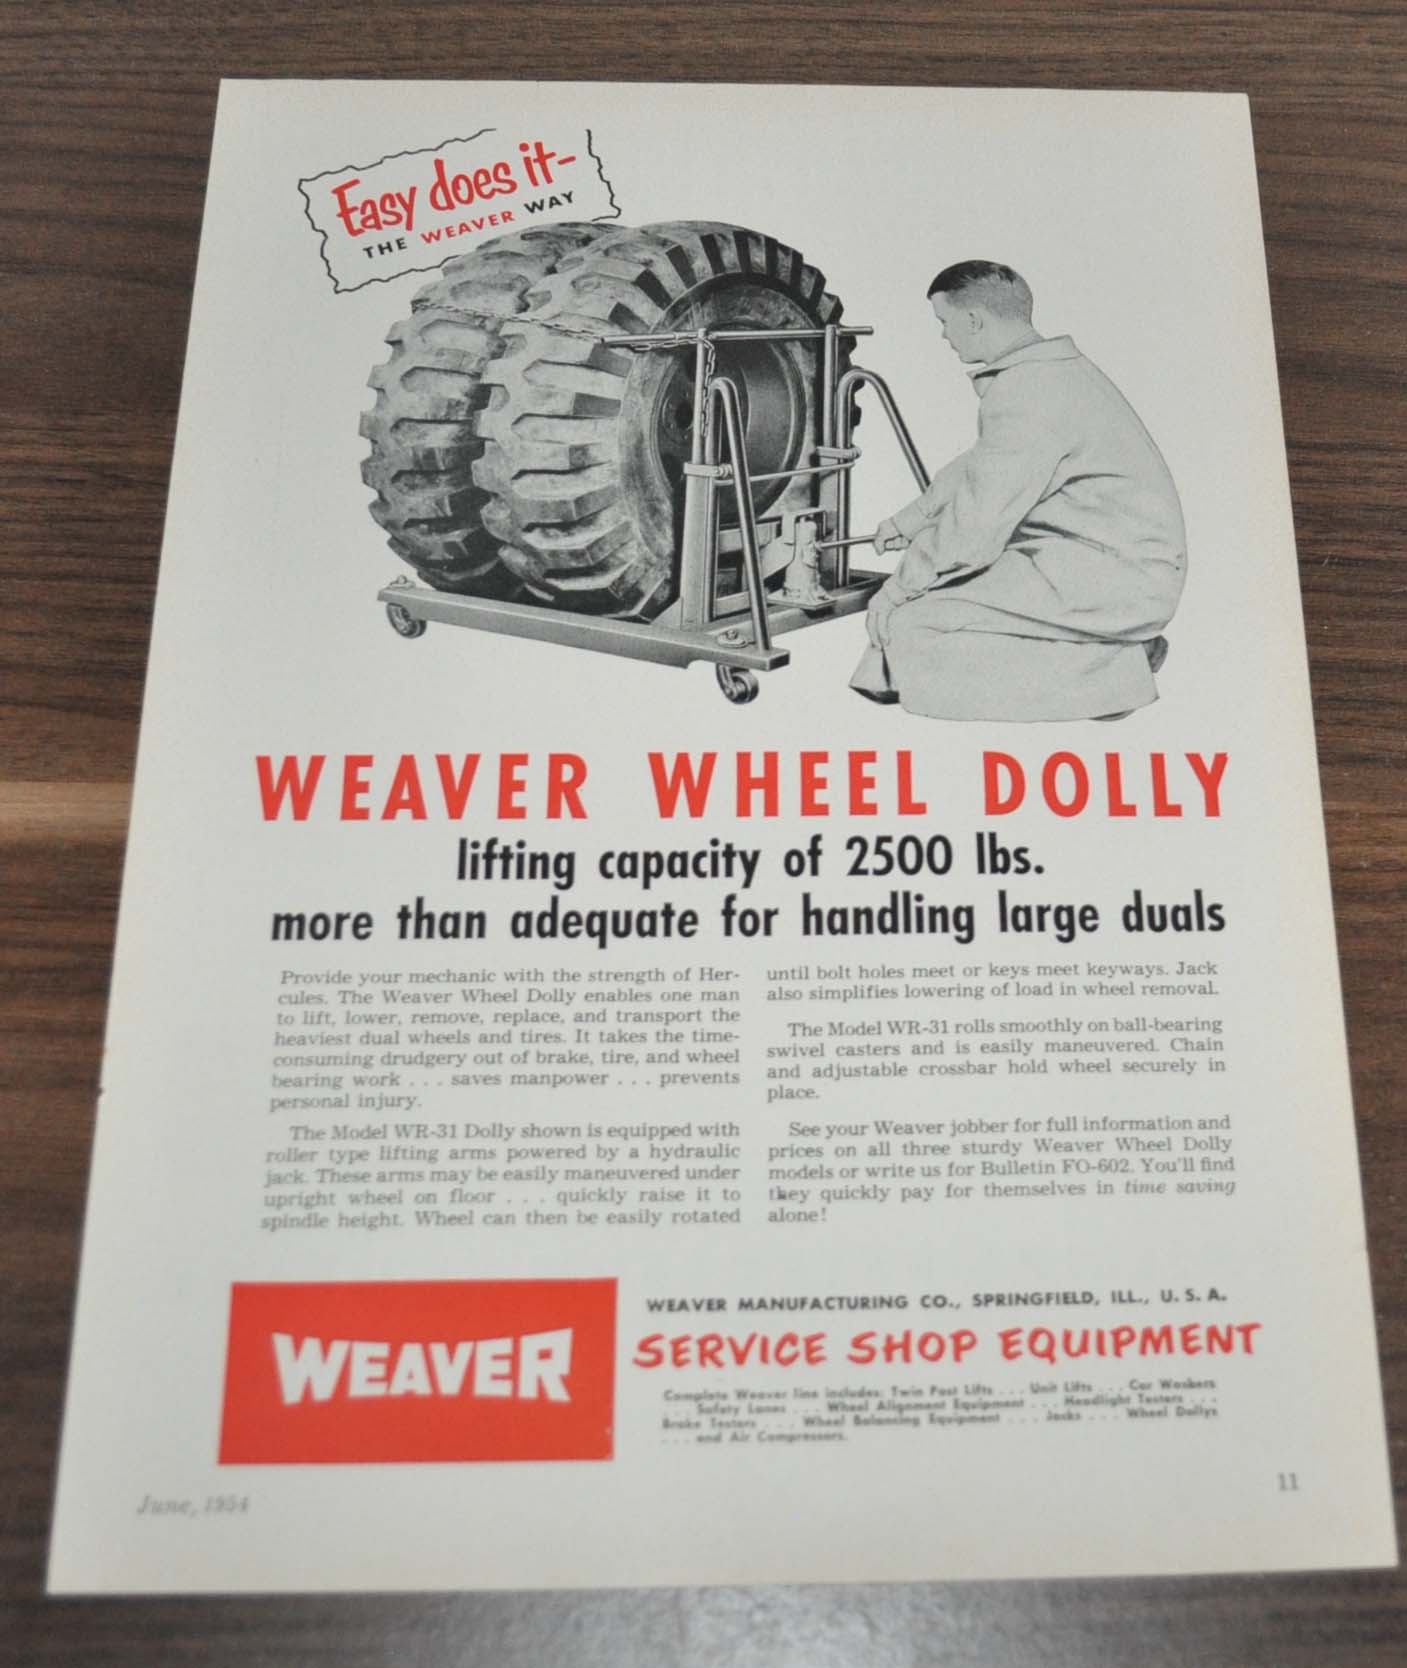 Easy does it-
THE WEAVER WAY
WEAVER WHEEL DOLLY
lifting capacity of 2500 lbs.
more than adequate for handling large duals
Provide your mechanic with the strength of Her-
cules. The Weaver Wheel Dolly enables one man
to lift, lower, remove, replace, and transport the
heaviest dual wheels and tires. It takes the time-
consuming drudgery out of brake, tire, and wheel
bearing work . . . saves manpower . . . prevents
personal injury.
The Model WR-31 Dolly shown is equipped with
roller type lifting arms powered by a hydraulic
jack. These arms may be easily maneuvered under
upright wheel on floor . . . quickly raise it to
spindle height. Wheel can then be easily rotated
until bolt holes meet or keys meet keyways. Jack
also simplifies lowering of load in wheel removal.
The Model WR-31 rolls smoothly on ball-bearing
swivel casters and is easily maneuvered. Chain
and adjustable crossbar hold wheel securely in
place.
See your Weaver jobber for full information and
prices on all three sturdy Weaver Wheel Dolly
models or write us for Bulletin FO-602. You'll find
they quickly pay for themselves in time saving
alone!
WEAVER
WEAVER MANUFACTURING CO., SPRINGFIELD, ILL., U. S. A.
SERVICE SHOP EQUIPMENT
Complete Weaver line includes: Twin Post Lifts . . . Unit Lifts . . . Car Washers
. . . Safety Lanes . . . Wheel Alignment Equipment . . . Headlight Testers . . .
Brake Testers . . . Wheel Balancing Equipment . . . Jacks . . . Wheel Dollys
. . . and Air Compressors.
June, 1954
11